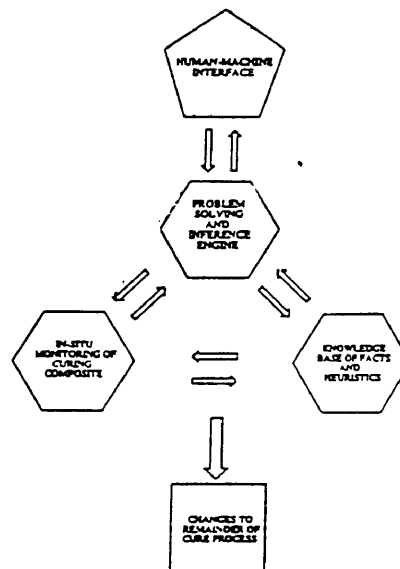 HUMAN-MACHINE
INTERFACE
PROBLEM
SOLVING
AND
INFERENCE
ENGINE
IN-SITU
MONITORING OF
CURING
COMPOSITE
KNOWLEDGE
BASE OF FACTS
AND
HEURISTICS
CHANGES TO
REMAINDER OF
CURE PROCESS